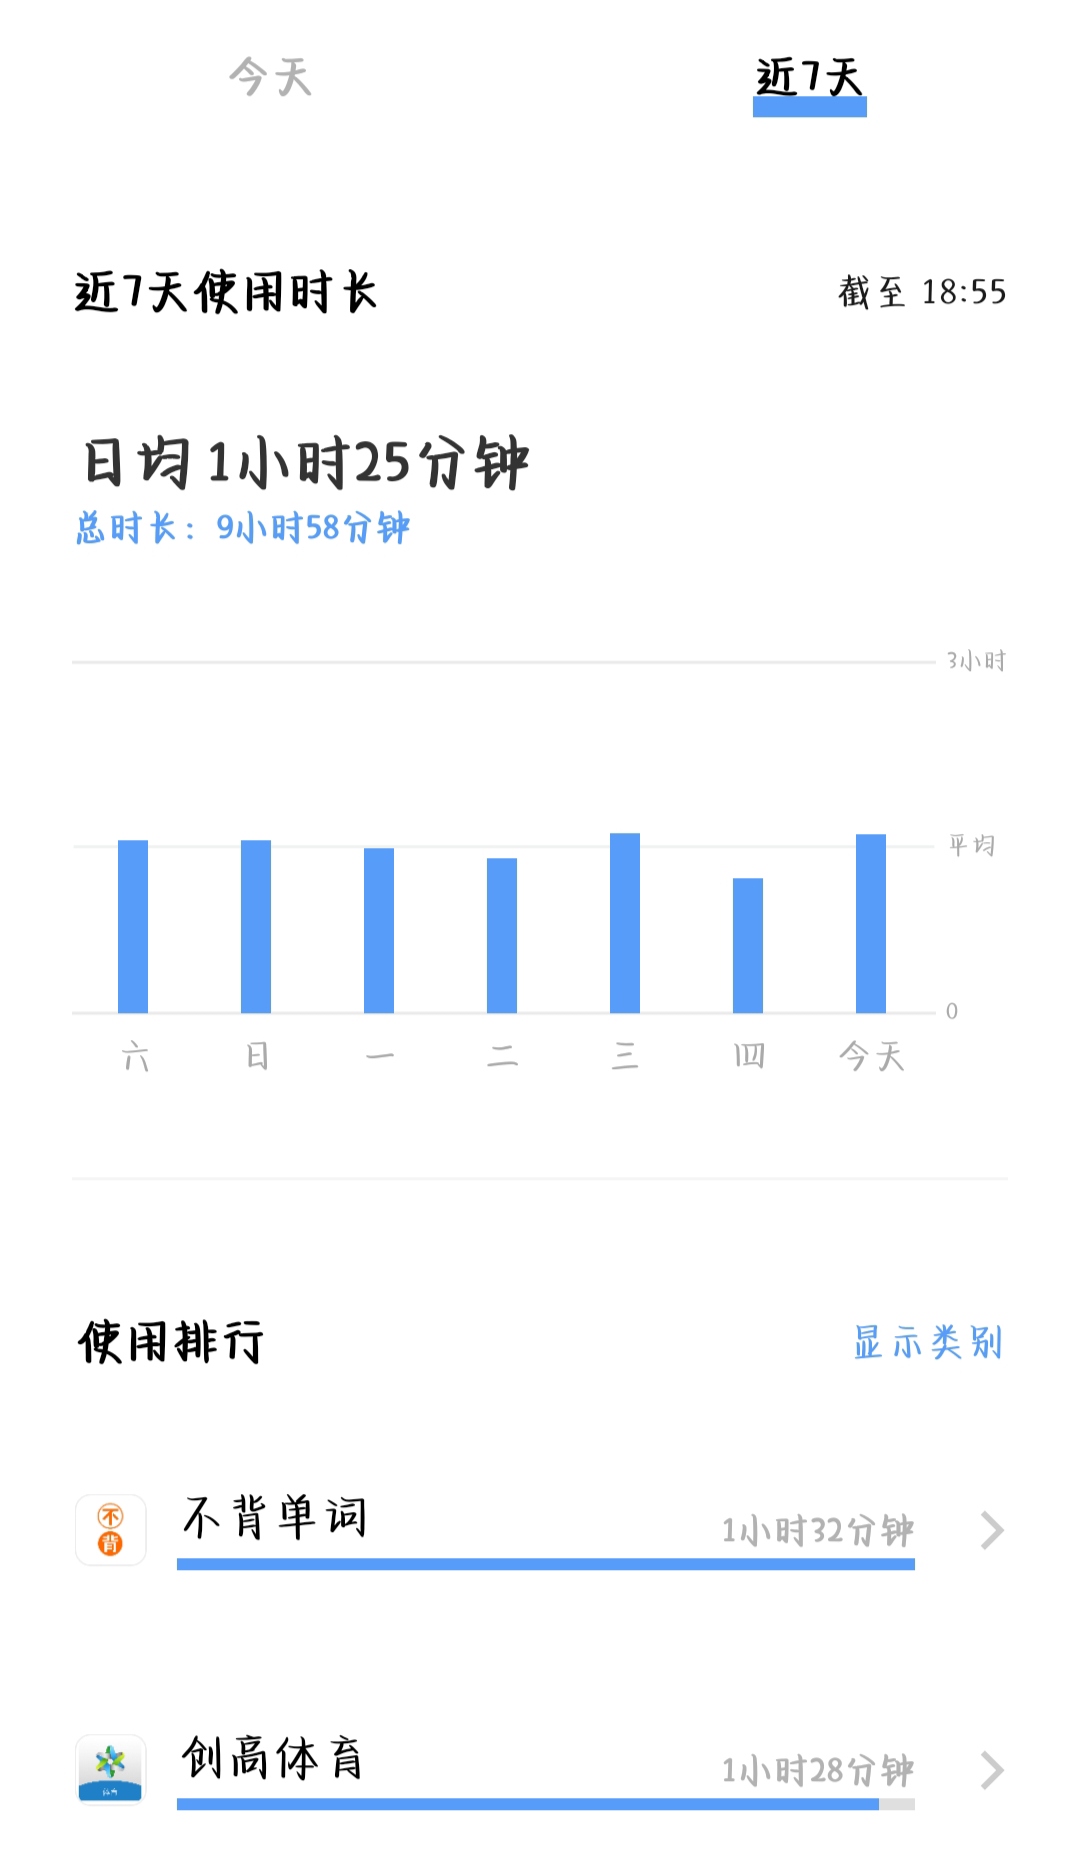 今天 近7天
近7天使用时长 截至 18:55
日均 1小时25分钟
总时长：9小时58分钟
3小时
平均
0
六 日 一 二 三 四 今天
使用排行 显示类别
不
背
不背单词 1小时32分钟
创高体育 1小时28分钟